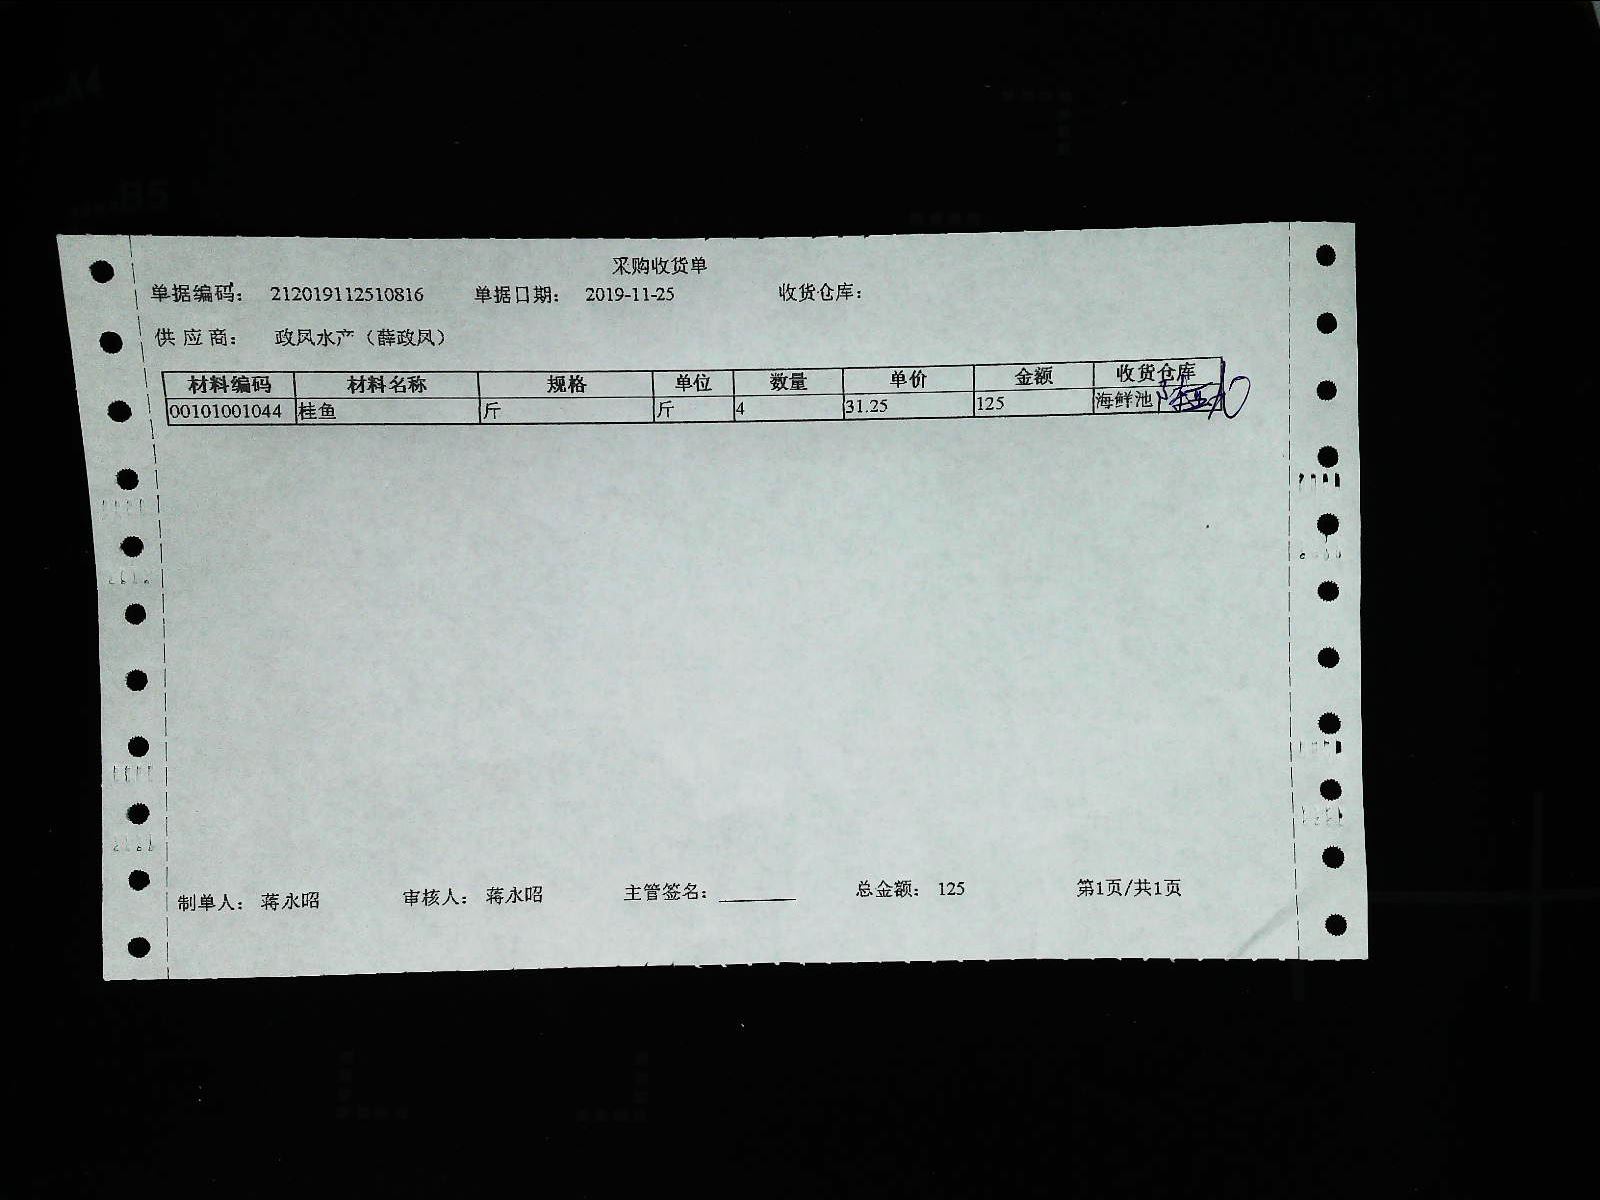 采购收货单
单据编码： 212019112510816 单据日期： 2019-11-25 收货仓库：
供应商： 政风水产（薛政风）
材料编码 材料名称 规格 单位 数量 单价 金额 收货仓库
00101001044 桂鱼 斤 斤 4 31.25 125 海鲜池
制单人： 蒋永昭 审核人： 蒋永昭 主管签名： 总金额： 125 第1页/共1页